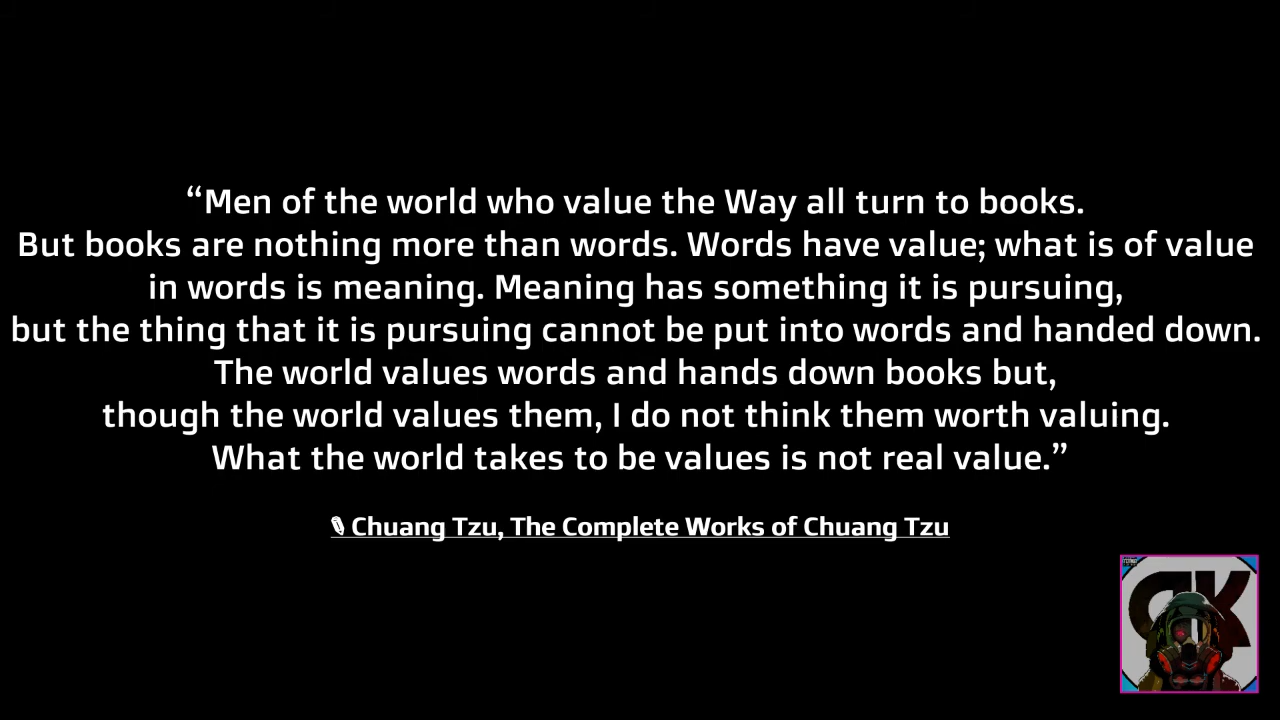 “Men of the world who value the Way all turn to books.
But books are nothing more than words. Words have value; what is of value
in words is meaning. Meaning has something it is pursuing,
but the thing that it is pursuing cannot be put into words and handed down.
The world values words and hands down books but,
though the world values them, I do not think them worth valuing.
What the world takes to be values is not real value.”
✎ Chuang Tzu, The Complete Works of Chuang Tzu
CK